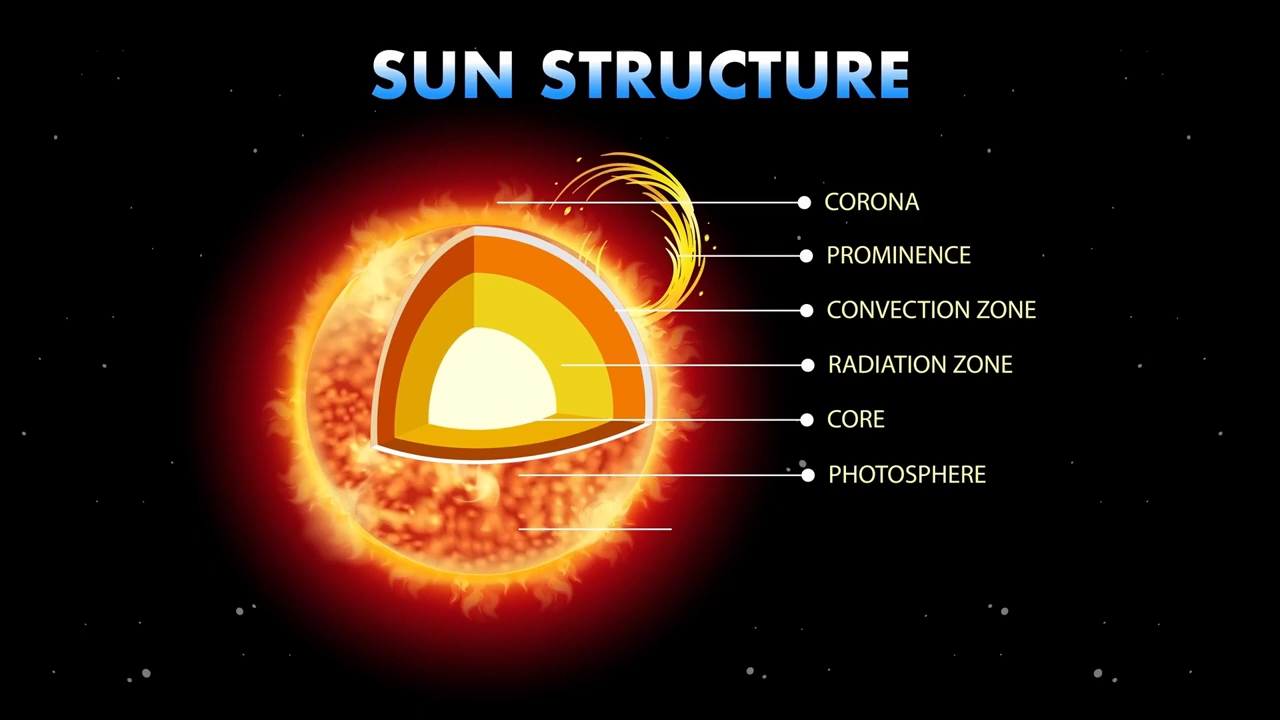 SUN STRUCTURE
CORONA
PROMINENCE
CONVECTION ZONE
RADIATION ZONE
CORE
PHOTOSPHERE